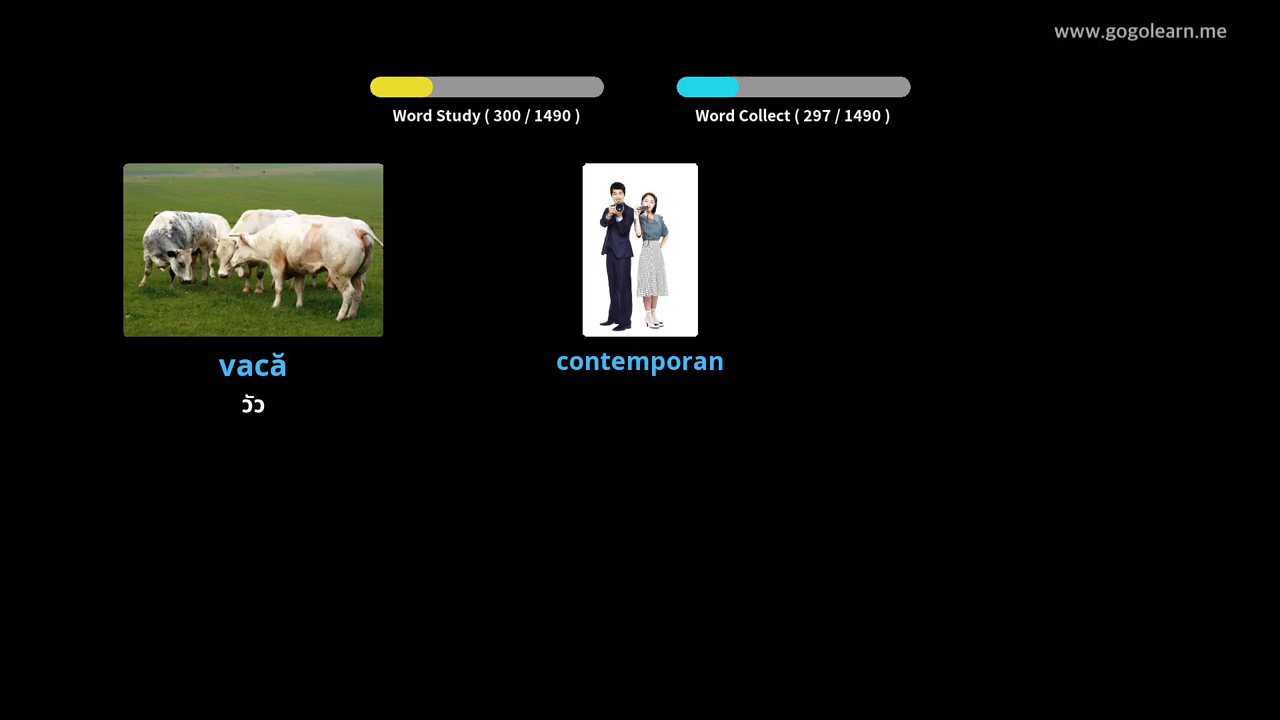 www.gogolearn.me
Word Study ( 300 / 1490 )
Word Collect ( 297 / 1490 )
vacă
วัว
contemporan